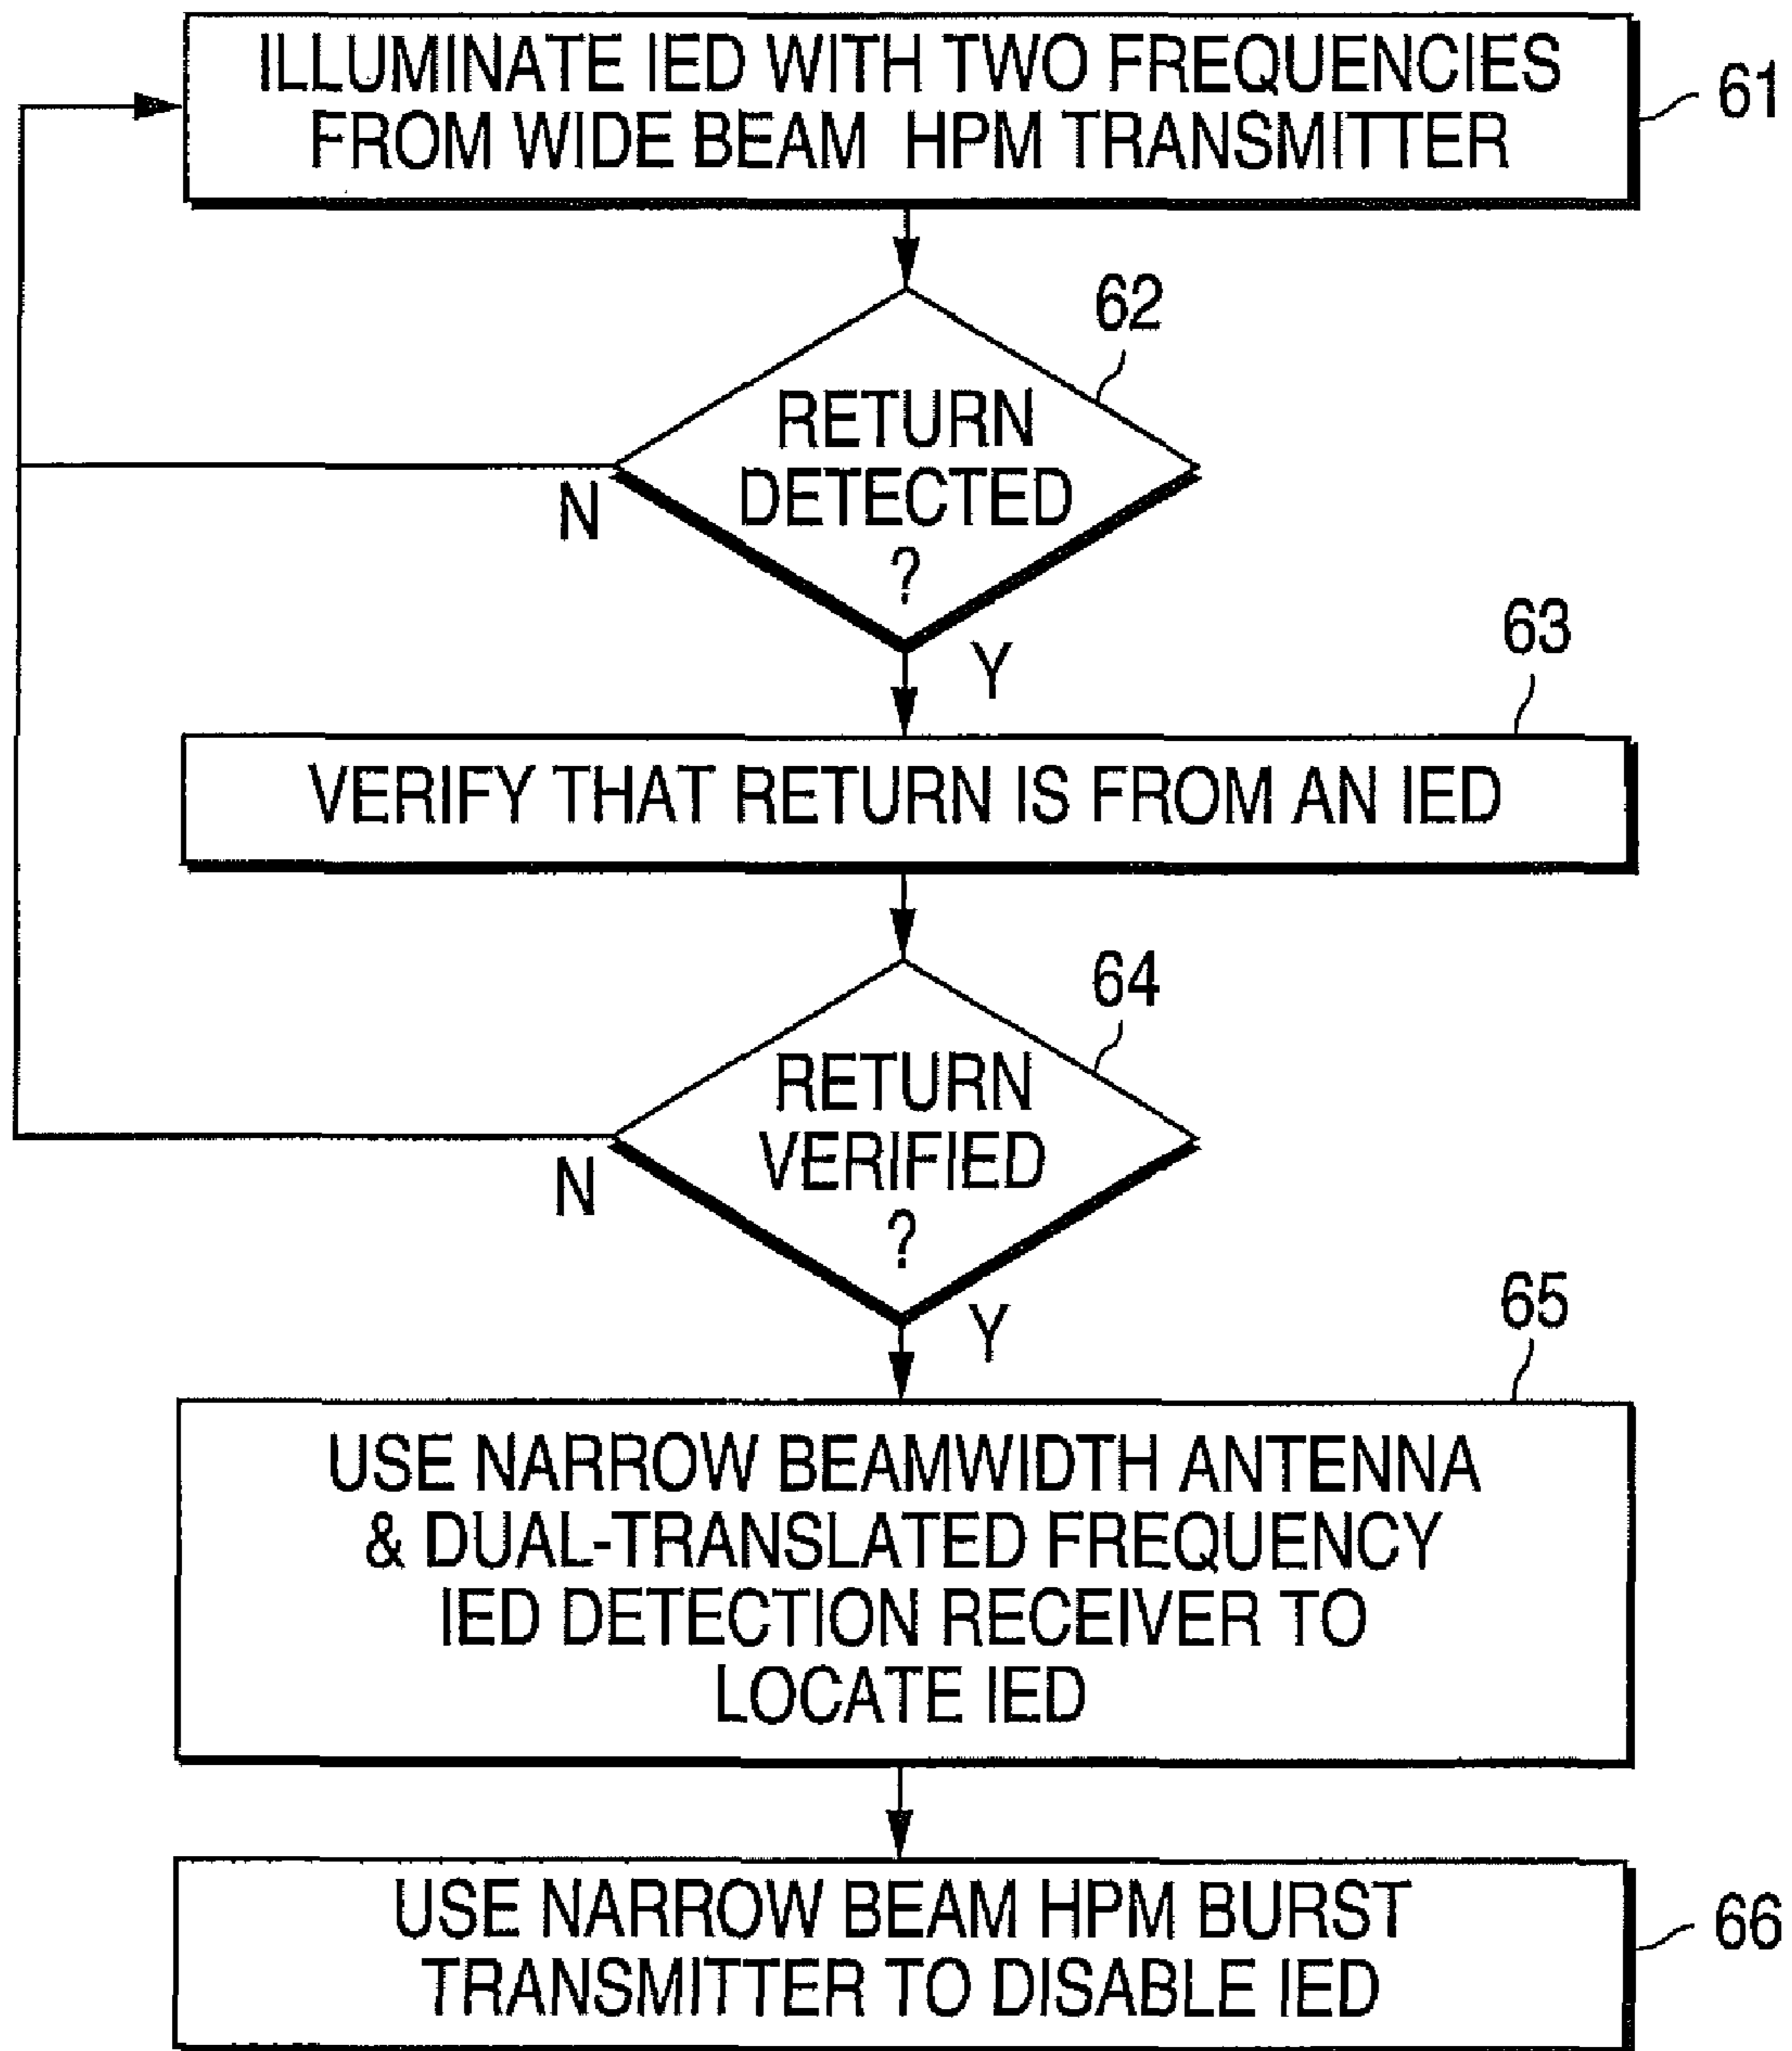 ILLUMINATE IED WITH TWO FREQUENCIES
FROM WIDE BEAM HPM TRANSMITTER
61
62
RETURN
DETECTED
?
N
Y
63
VERIFY THAT RETURN IS FROM AN IED
64
RETURN
VERIFIED
?
N
Y
65
USE NARROW BEAMWIDTH ANTENNA
& DUAL-TRANSLATED FREQUENCY
IED DETECTION RECEIVER TO
LOCATE IED
USE NARROW BEAM HPM BURST
TRANSMITTER TO DISABLE IED
66